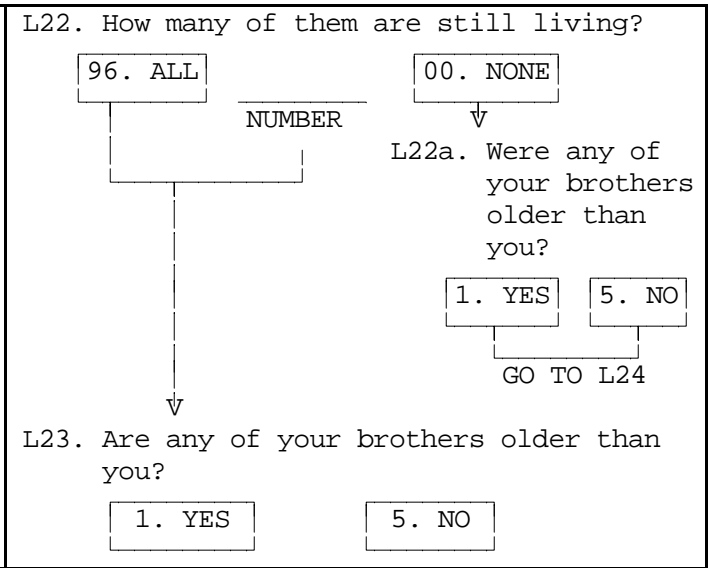 L22. How many of them are still living?
96. ALL 00. NONE
NUMBER
L22a. Were any of
your brothers
older than
you?
1. YES 5. NO
GO TO L24
L23. Are any of your brothers older than
you?
1. YES 5. NO